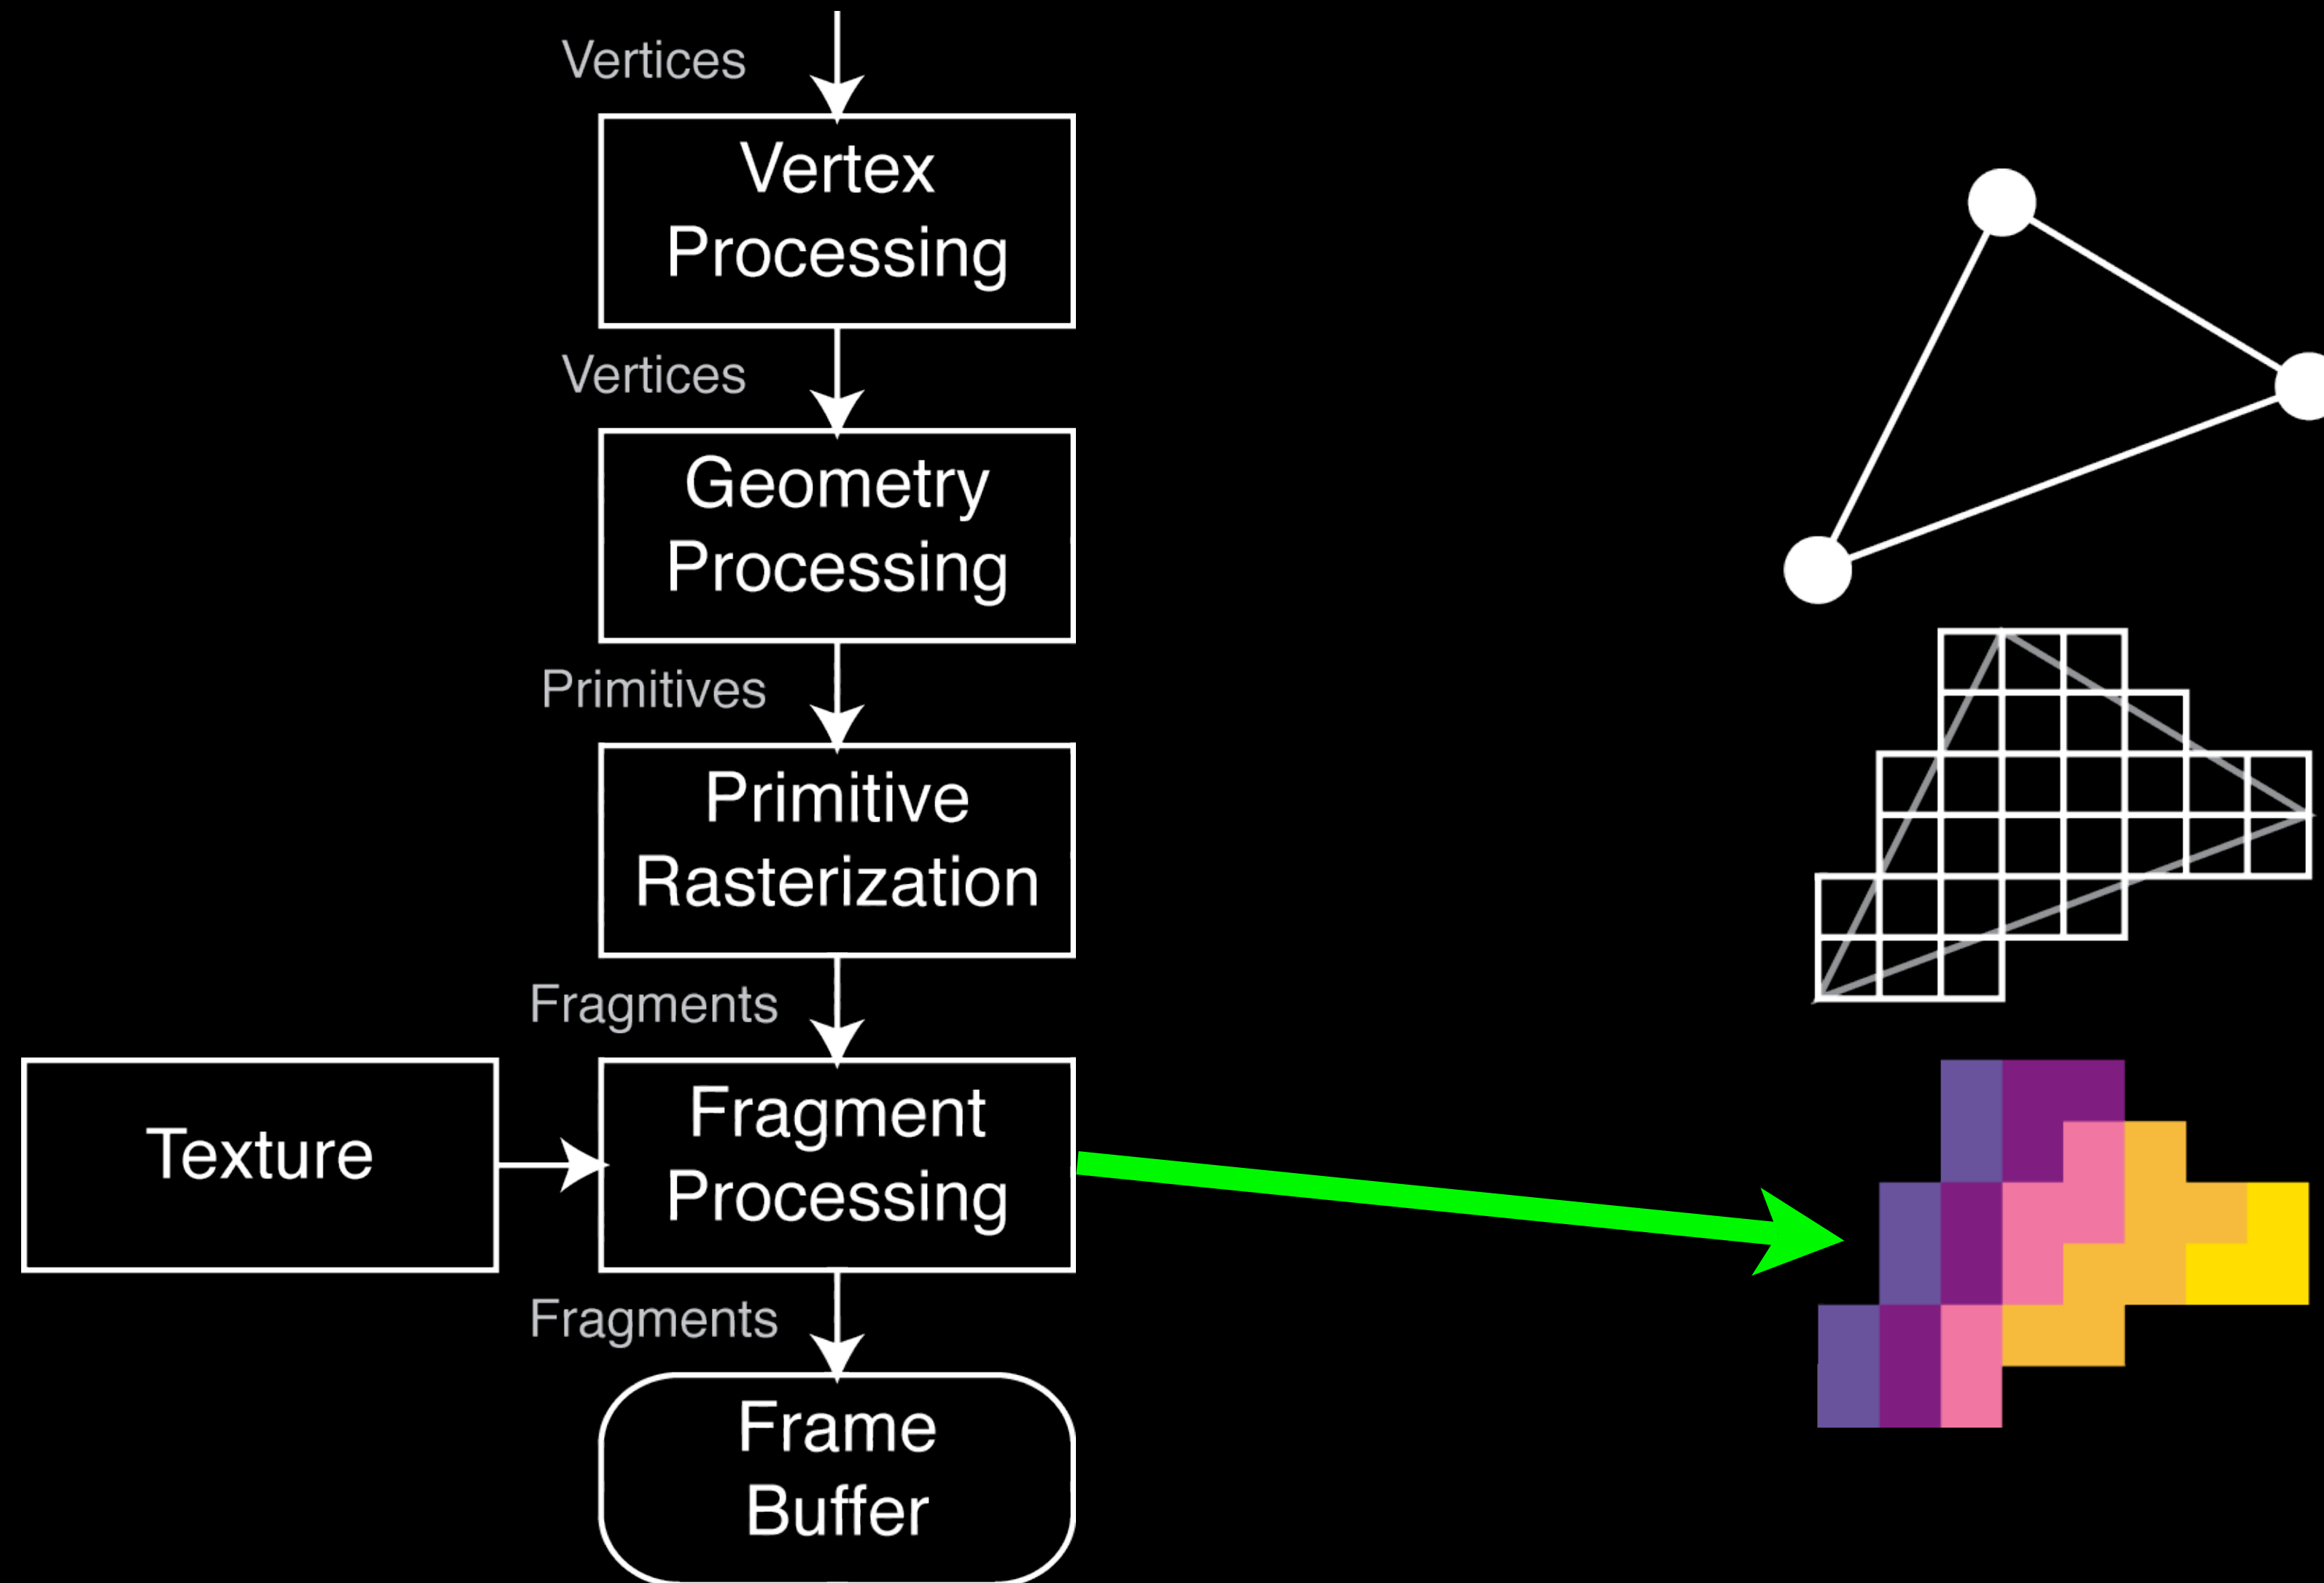 Vertices
Vertex
Processing
Vertices
Geometry
Processing
Primitives
Primitive
Rasterization
Fragments
Texture
Fragment
Processing
Fragments
Frame
Buffer